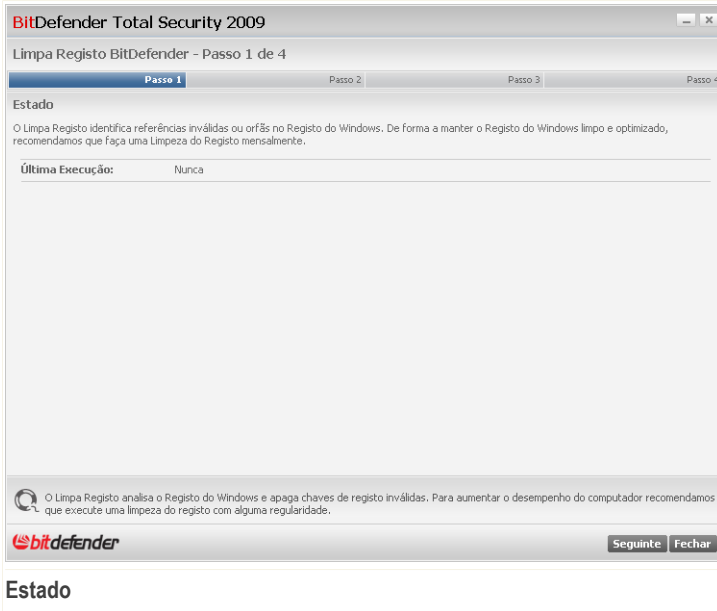 BitDefender Total Security 2009
Limpa Registo BitDefender - Passo 1 de 4
Passo 1 Passo 2 Passo 3 Passo 4
Estado
O Limpa Registo identifica referências inválidas ou orfãs no Registo do Windows. De forma a manter o Registo do Windows limpo e optimizado,
recomendamos que faça uma Limpeza do Registo mensalmente.
Última Execução: Nunca
O Limpa Registo analisa o Registo do Windows e apaga chaves de registo inválidas. Para aumentar o desempenho do computador recomendamos
que execute uma limpeza do registo com alguma regularidade.
bitdefender
Seguinte Fechar
Estado